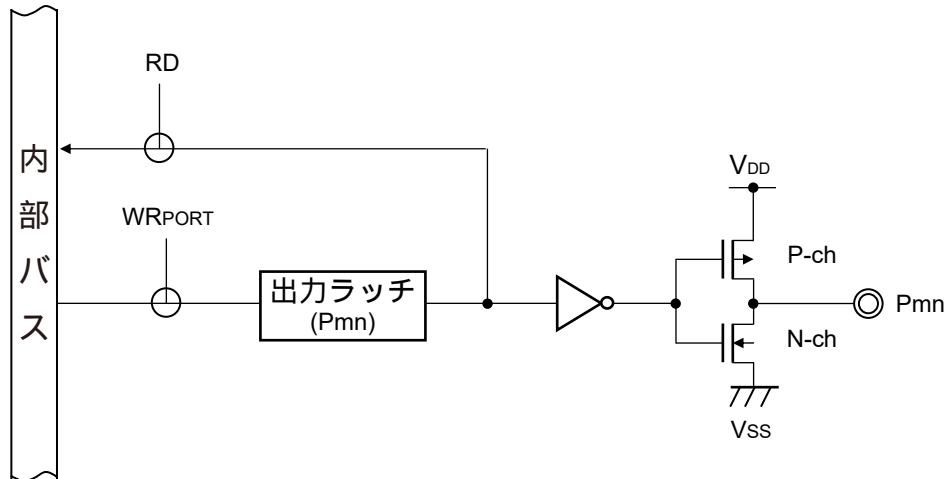 RD
内部バス
WRPORT
出力ラッチ
(Pmn)
VDD
P-ch
Pmn
N-ch
VSS